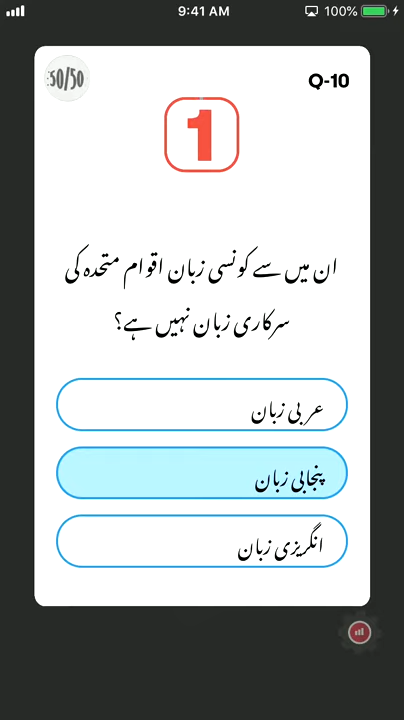 9:41 AM
100%
50/50
Q-10
1
ان میں سے کونسی زبان اقوام متحدہ کی
سرکاری زبان نہیں ہے؟
عربی زبان
پنجابی زبان
انگریزی زبان